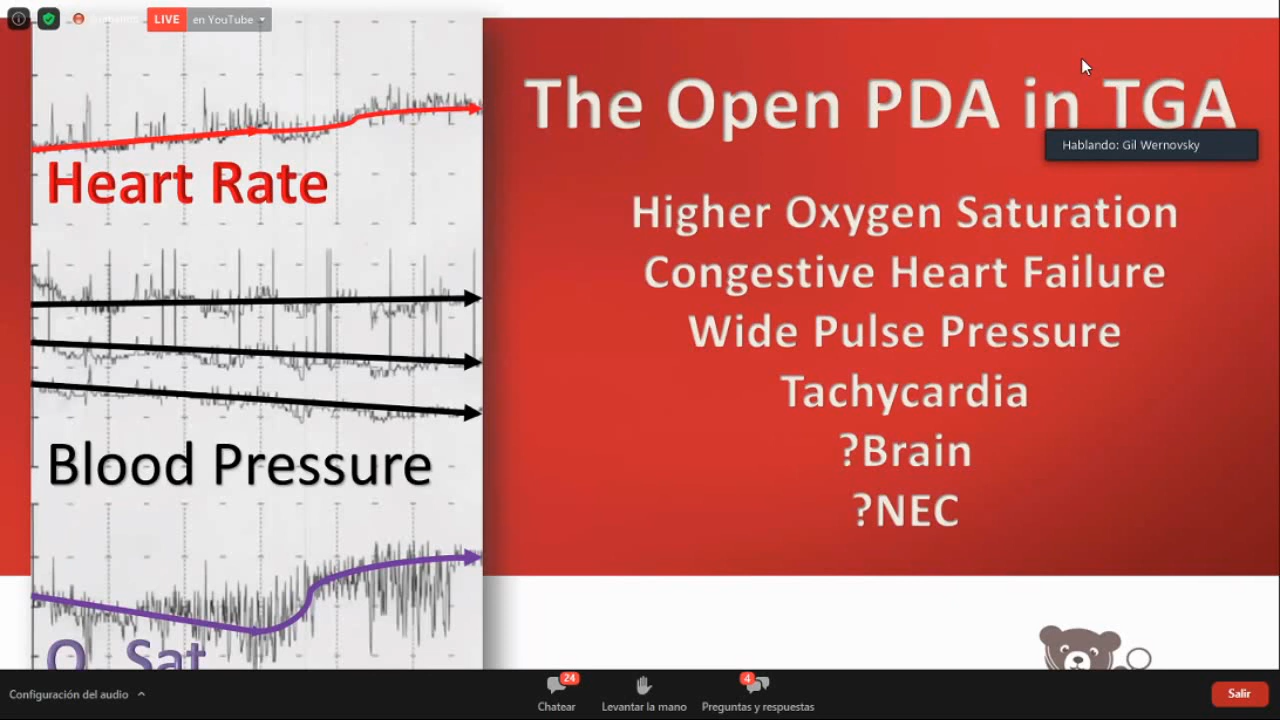 LIVE en YouTube
The Open PDA in TGA
Hablando: Gil Wernovsky
Heart Rate
Higher Oxygen Saturation
Congestive Heart Failure
Wide Pulse Pressure
Tachycardia
?Brain
?NEC
Blood Pressure
O Sat
24
4
Configuración del audio
Chatear
Levantar la mano
Preguntas y respuestas
Salir